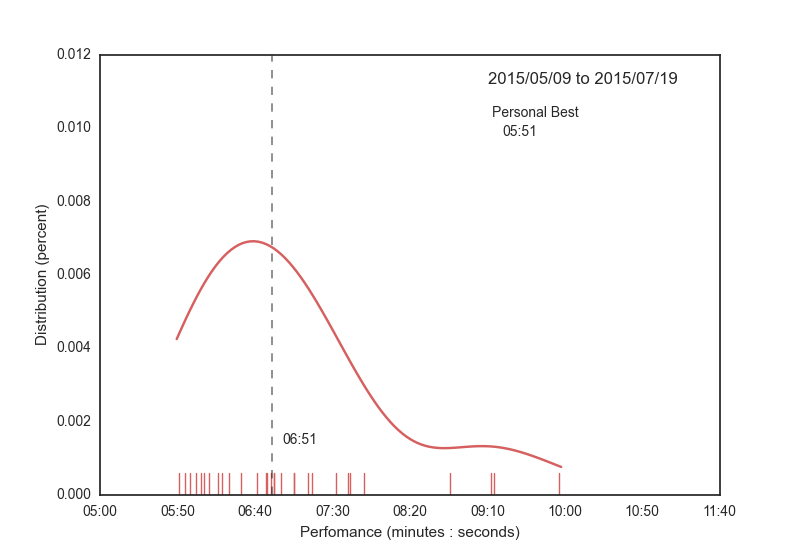 2015/05/09 to 2015/07/19
Personal Best
05:51
0.012
0.010
0.008
0.006
0.004
0.002
0.000
Distribution (percent)
06:51
05:00 05:50 06:40 07:30 08:20 09:10 10:00 10:50 11:40
Perfomance (minutes : seconds)